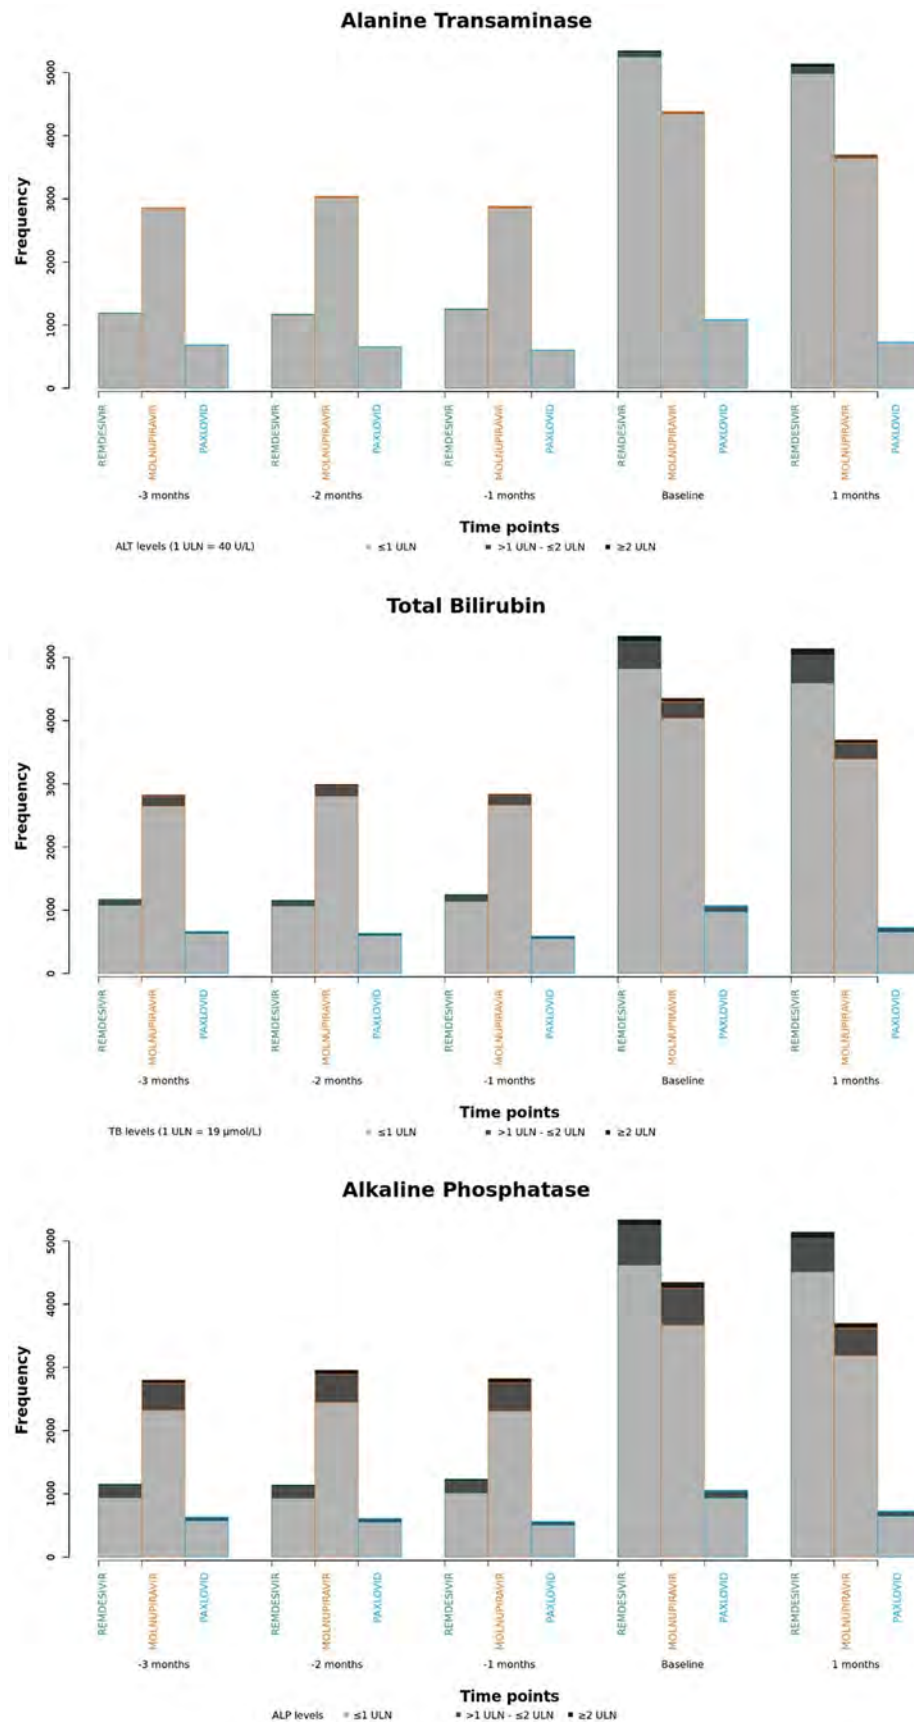 Alanine Transaminase
Frequency
5000
4000
3000
2000
1000
0
REMDESIVIR MOLNUPIRAVIR PAXLOVID REMDESIVIR MOLNUPIRAVIR PAXLOVID REMDESIVIR MOLNUPIRAVIR PAXLOVID REMDESIVIR MOLNUPIRAVIR PAXLOVID REMDESIVIR MOLNUPIRAVIR PAXLOVID
-3 months -2 months -1 months Baseline 1 months
Time points
ALT levels (1 ULN = 40 U/L) ≤1 ULN >1 ULN - ≤2 ULN ≥2 ULN
Total Bilirubin
Frequency
5000
4000
3000
2000
1000
0
REMDESIVIR MOLNUPIRAVIR PAXLOVID REMDESIVIR MOLNUPIRAVIR PAXLOVID REMDESIVIR MOLNUPIRAVIR PAXLOVID REMDESIVIR MOLNUPIRAVIR PAXLOVID REMDESIVIR MOLNUPIRAVIR PAXLOVID
-3 months -2 months -1 months Baseline 1 months
Time points
TB levels (1 ULN = 19 μmol/L) ≤1 ULN >1 ULN - ≤2 ULN ≥2 ULN
Alkaline Phosphatase
Frequency
5000
4000
3000
2000
1000
0
REMDESIVIR MOLNUPIRAVIR PAXLOVID REMDESIVIR MOLNUPIRAVIR PAXLOVID REMDESIVIR MOLNUPIRAVIR PAXLOVID REMDESIVIR MOLNUPIRAVIR PAXLOVID REMDESIVIR MOLNUPIRAVIR PAXLOVID
-3 months -2 months -1 months Baseline 1 months
Time points
ALP levels ≤1 ULN >1 ULN - ≤2 ULN ≥2 ULN